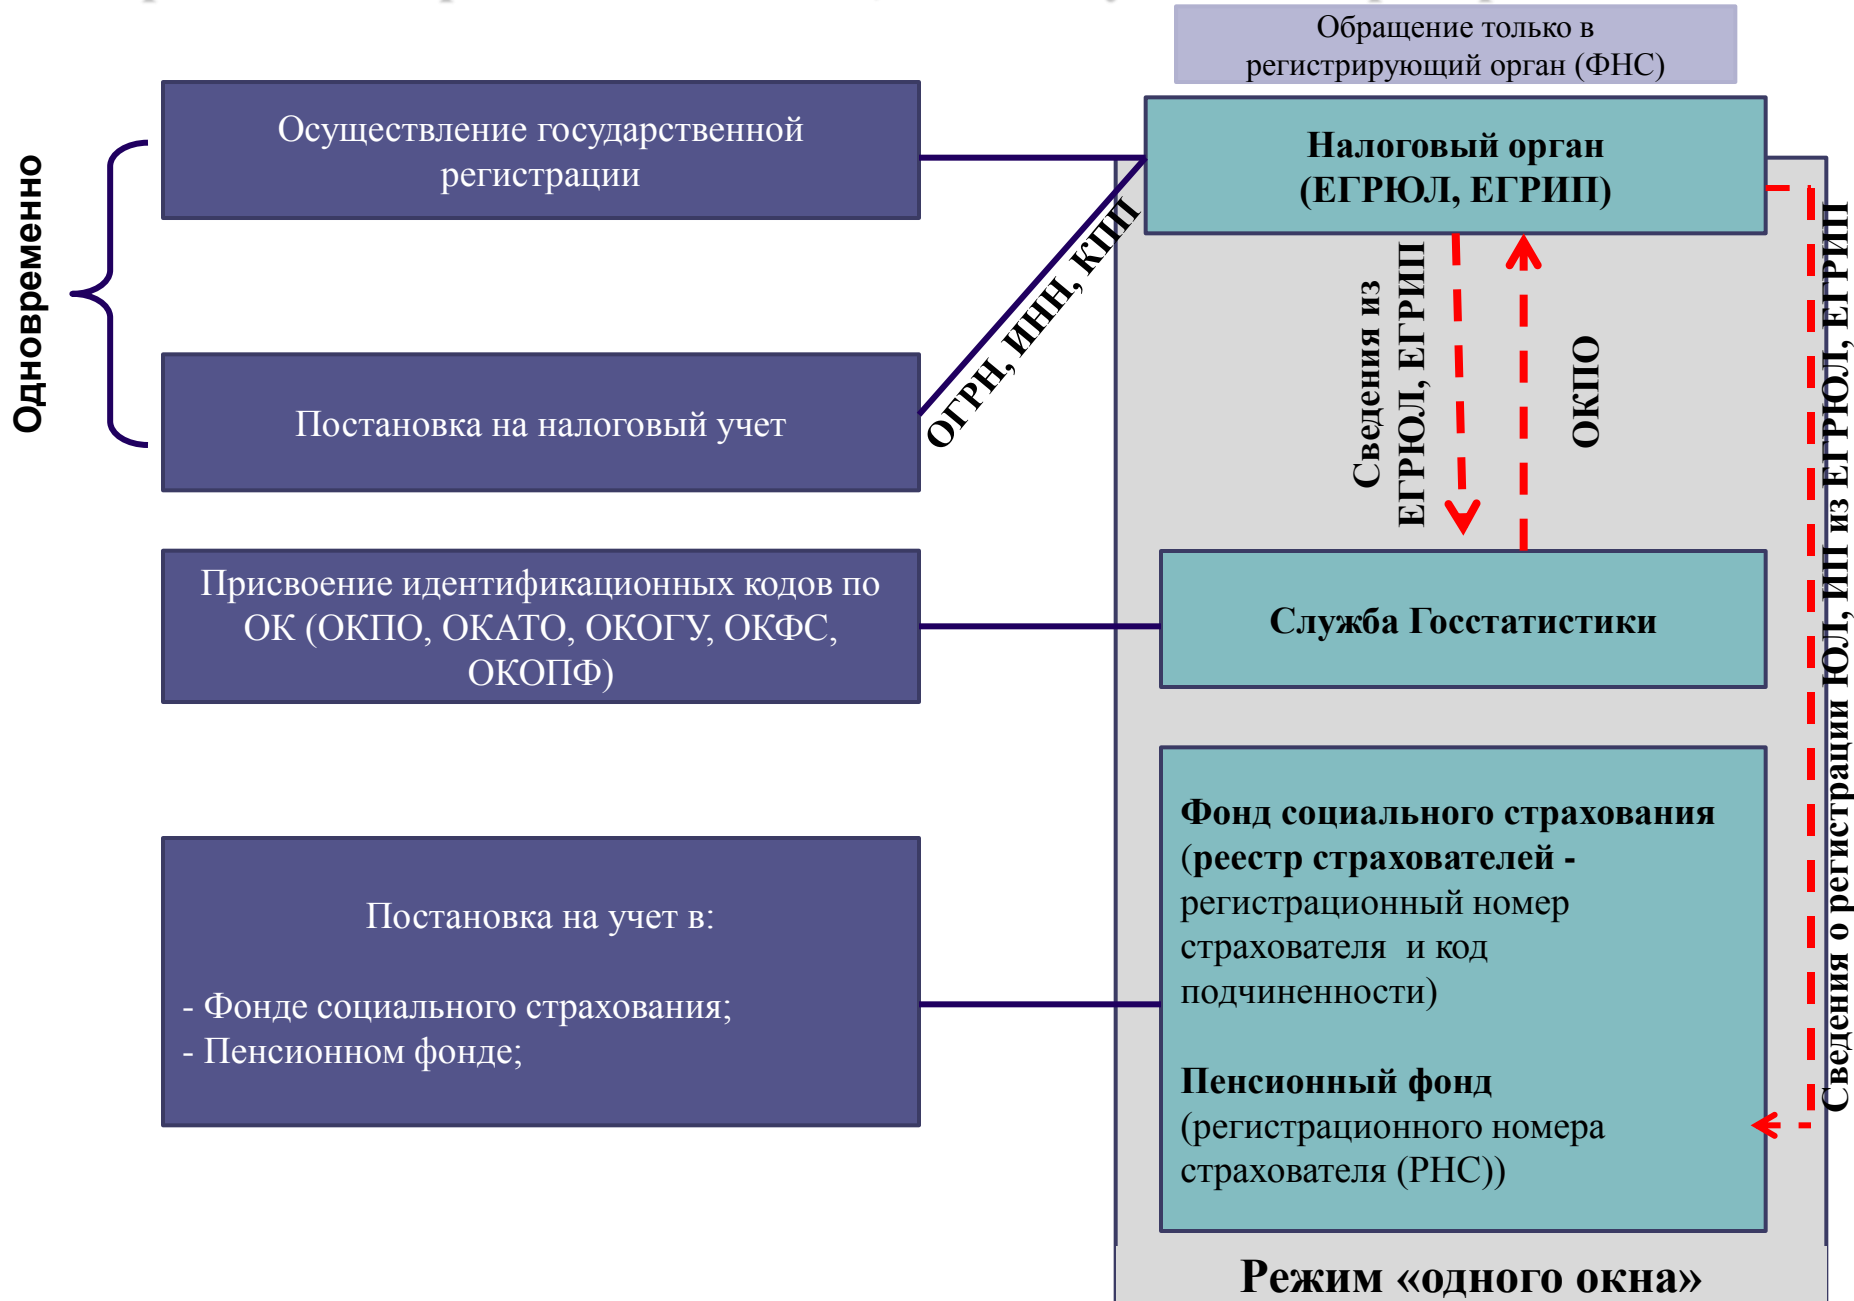 Обращение только в
регистрирующий орган (ФНС)
Одновременно
Осуществление государственной
регистрации
Налоговый орган
(ЕГРЮЛ, ЕГРИП)
ОГРН, ИНН, КПП
Постановка на налоговый учет
Сведения из
ЕГРЮЛ, ЕГРИП
ОКПО
Сведения о регистрации ЮЛ, ИП из ЕГРЮЛ, ЕГРИП
Присвоение идентификационных кодов по
ОК (ОКПО, ОКАТО, ОКОГУ, ОКФС,
ОКОПФ)
Служба Госстатистики
Постановка на учет в:
- Фонде социального страхования;
- Пенсионном фонде;
Фонд социального страхования
(реестр страхователей -
регистрационный номер
страхователя и код
подчиненности)
Пенсионный фонд
(регистрационного номера
страхователя (РНС))
Режим «одного окна»